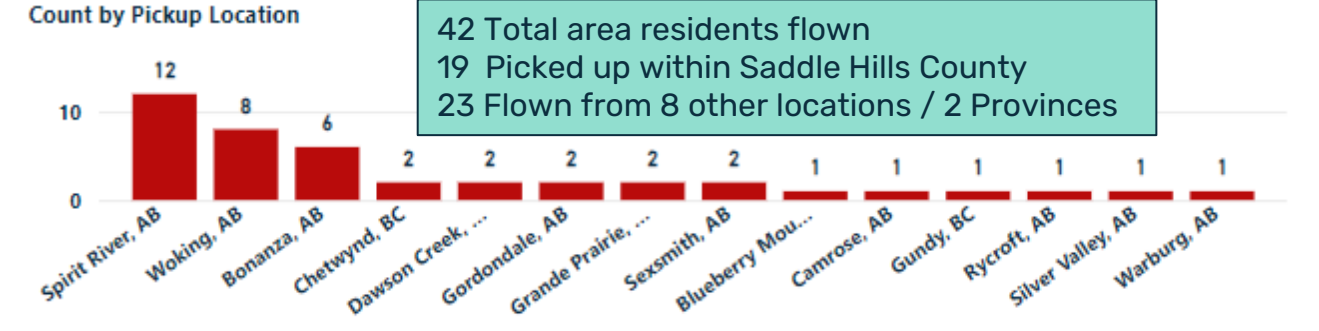 Count by Pickup Location
42 Total area residents flown
19 Picked up within Saddle Hills County
23 Flown from 8 other locations / 2 Provinces
12
8
6
2
2
2
2
2
1
1
1
1
1
1
10
0
Spirit River, AB
Woking, AB
Bonanza, AB
Chetwynd, BC
Dawson Creek, ...
Gordondale, AB
Grande Prairie, ...
Sexsmith, AB
Blueberry Mou...
Camrose, AB
Gundy, BC
Rycroft, AB
Silver Valley, AB
Warburg, AB